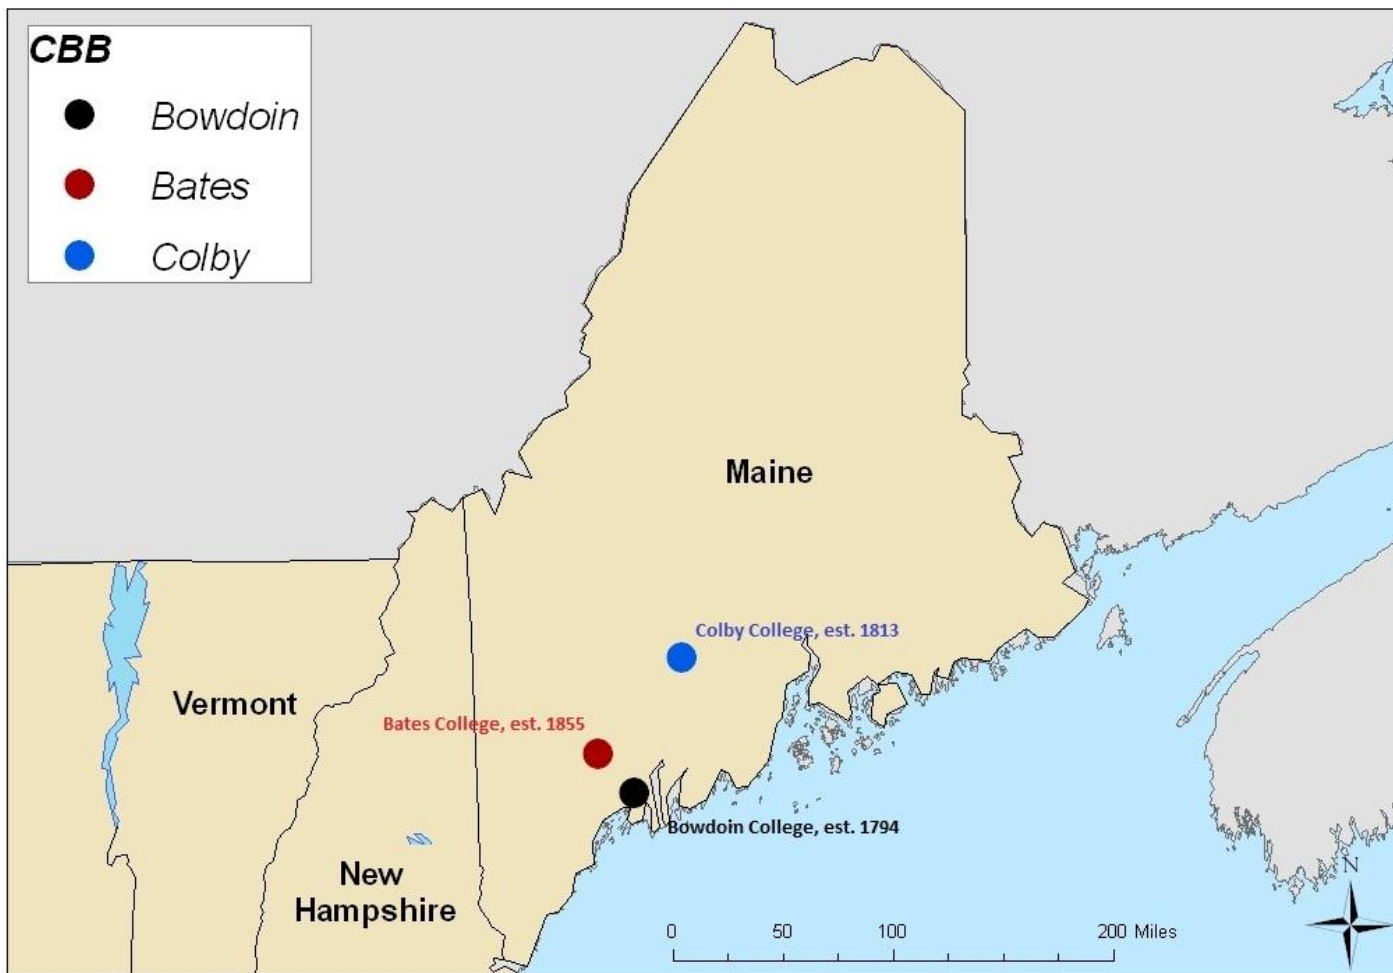 CBB
Bowdoin
Bates
Colby
Maine
Colby College, est. 1813
Vermont
Bates College, est. 1855
Bowdoin College, est. 1794
New
Hampshire
N
0 50 100 200 Miles